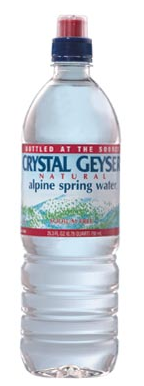 BOTTLED AT THE SOURCE
CRYSTAL GEYSER
NATURAL
alpine spring water